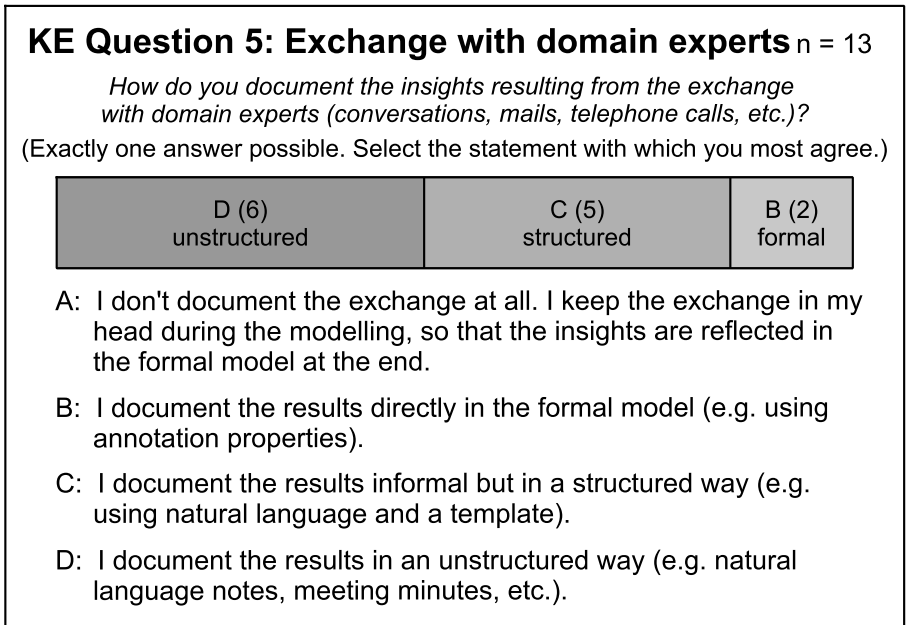 KE Question 5: Exchange with domain experts n = 13
How do you document the insights resulting from the exchange
with domain experts (conversations, mails, telephone calls, etc.)?
(Exactly one answer possible. Select the statement with which you most agree.)
D (6)
unstructured
C (5)
structured
B (2)
formal
A: I don't document the exchange at all. I keep the exchange in my
head during the modelling, so that the insights are reflected in
the formal model at the end.
B: I document the results directly in the formal model (e.g. using
annotation properties).
C: I document the results informal but in a structured way (e.g.
using natural language and a template).
D: I document the results in an unstructured way (e.g. natural
language notes, meeting minutes, etc.).